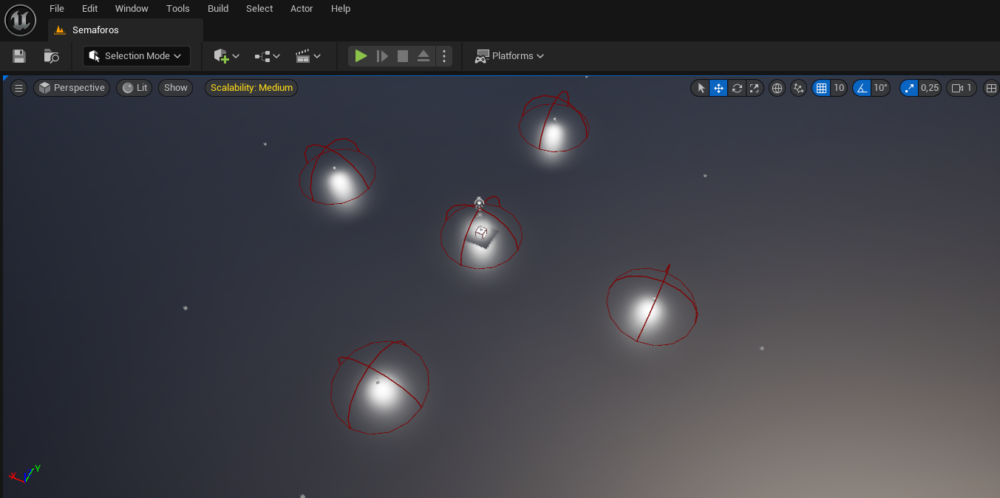 File Edit Window Tools Build Select Actor Help
Semaforos
Selection Mode Platforms
Perspective Lit Show Scalability: Medium 10 10° 0,25 1
X Y